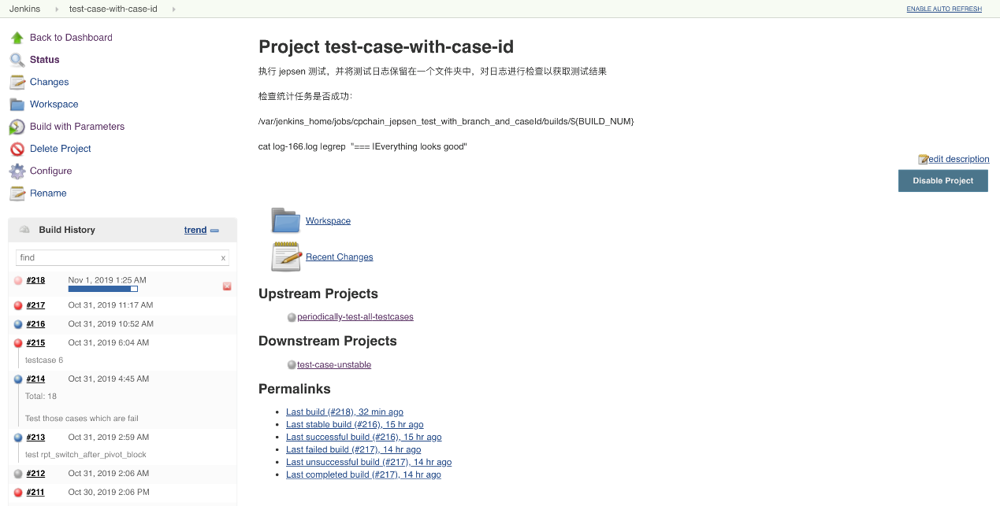 Jenkins
test-case-with-case-id
ENABLE AUTO REFRESH
Back to Dashboard
Status
Changes
Workspace
Build with Parameters
Delete Project
Configure
Rename
Build History
trend
find
x
#218 Nov 1, 2019 1:25 AM
#217 Oct 31, 2019 11:17 AM
#216 Oct 31, 2019 10:52 AM
#215 Oct 31, 2019 6:04 AM
testcase 6
#214 Oct 31, 2019 4:45 AM
Total: 18
Test those cases which are fail
#213 Oct 31, 2019 2:59 AM
test rpt_switch_after_pivot_block
#212 Oct 31, 2019 2:06 AM
#211 Oct 30, 2019 2:06 PM
Project test-case-with-case-id
执行 jepsen 测试，并将测试日志保留在一个文件夹中，对日志进行检查以获取测试结果
检查统计任务是否成功：
/var/jenkins_home/jobs/cpchain_jepsen_test_with_branch_and_caseId/builds/${BUILD_NUM}
cat log-166.log |egrep "=== |Everything looks good"
edit description
Disable Project
Workspace
Recent Changes
Upstream Projects
periodically-test-all-testcases
Downstream Projects
test-case-unstable
Permalinks
Last build (#218), 32 min ago
Last stable build (#216), 15 hr ago
Last successful build (#216), 15 hr ago
Last failed build (#217), 14 hr ago
Last unsuccessful build (#217), 14 hr ago
Last completed build (#217), 14 hr ago